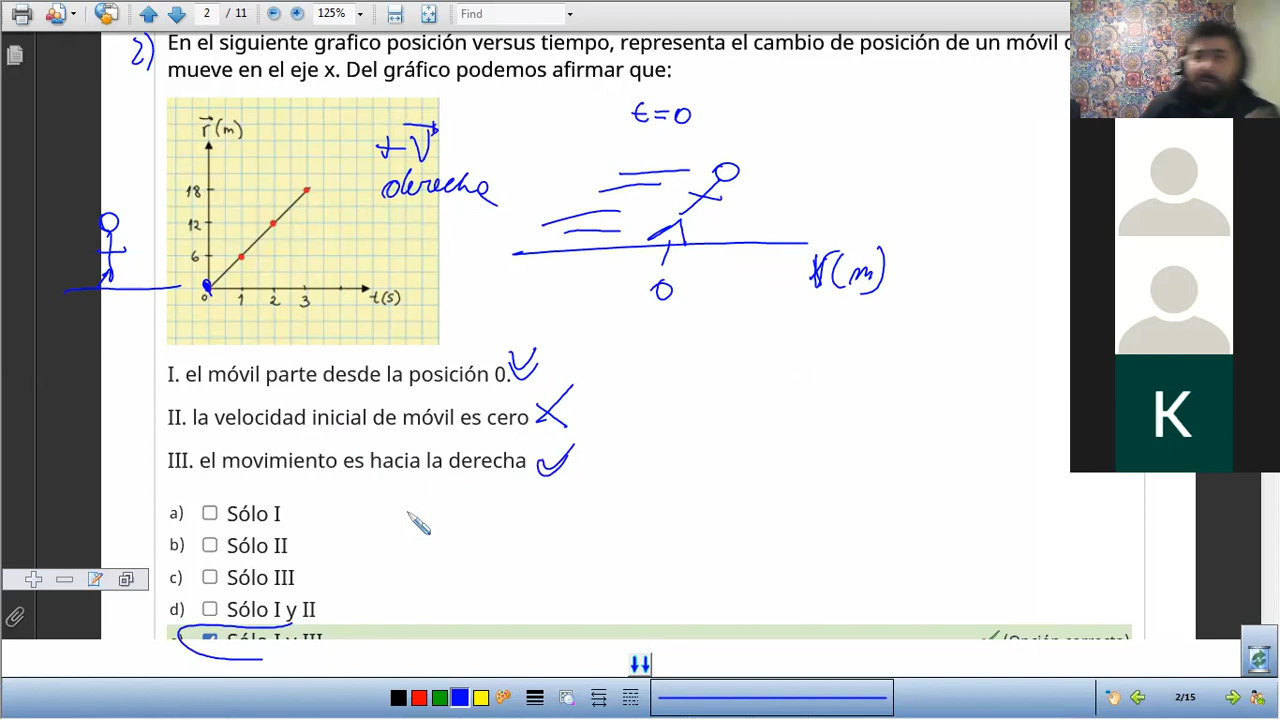 2 / 11
125%
Find
2)
En el siguiente grafico posición versus tiempo, representa el cambio de posición de un móvil
mueve en el eje x. Del gráfico podemos afirmar que:
t=0
r(m)
+V
derecha
18
12
6
0
1
2
3
t(s)
0
(m)
I. el móvil parte desde la posición 0.
II. la velocidad inicial de móvil es cero
III. el movimiento es hacia la derecha
a) Sólo I
b) Sólo II
c) Sólo III
d) Sólo I y II
Sólo I y III
(Opción correcta)
K
2/15